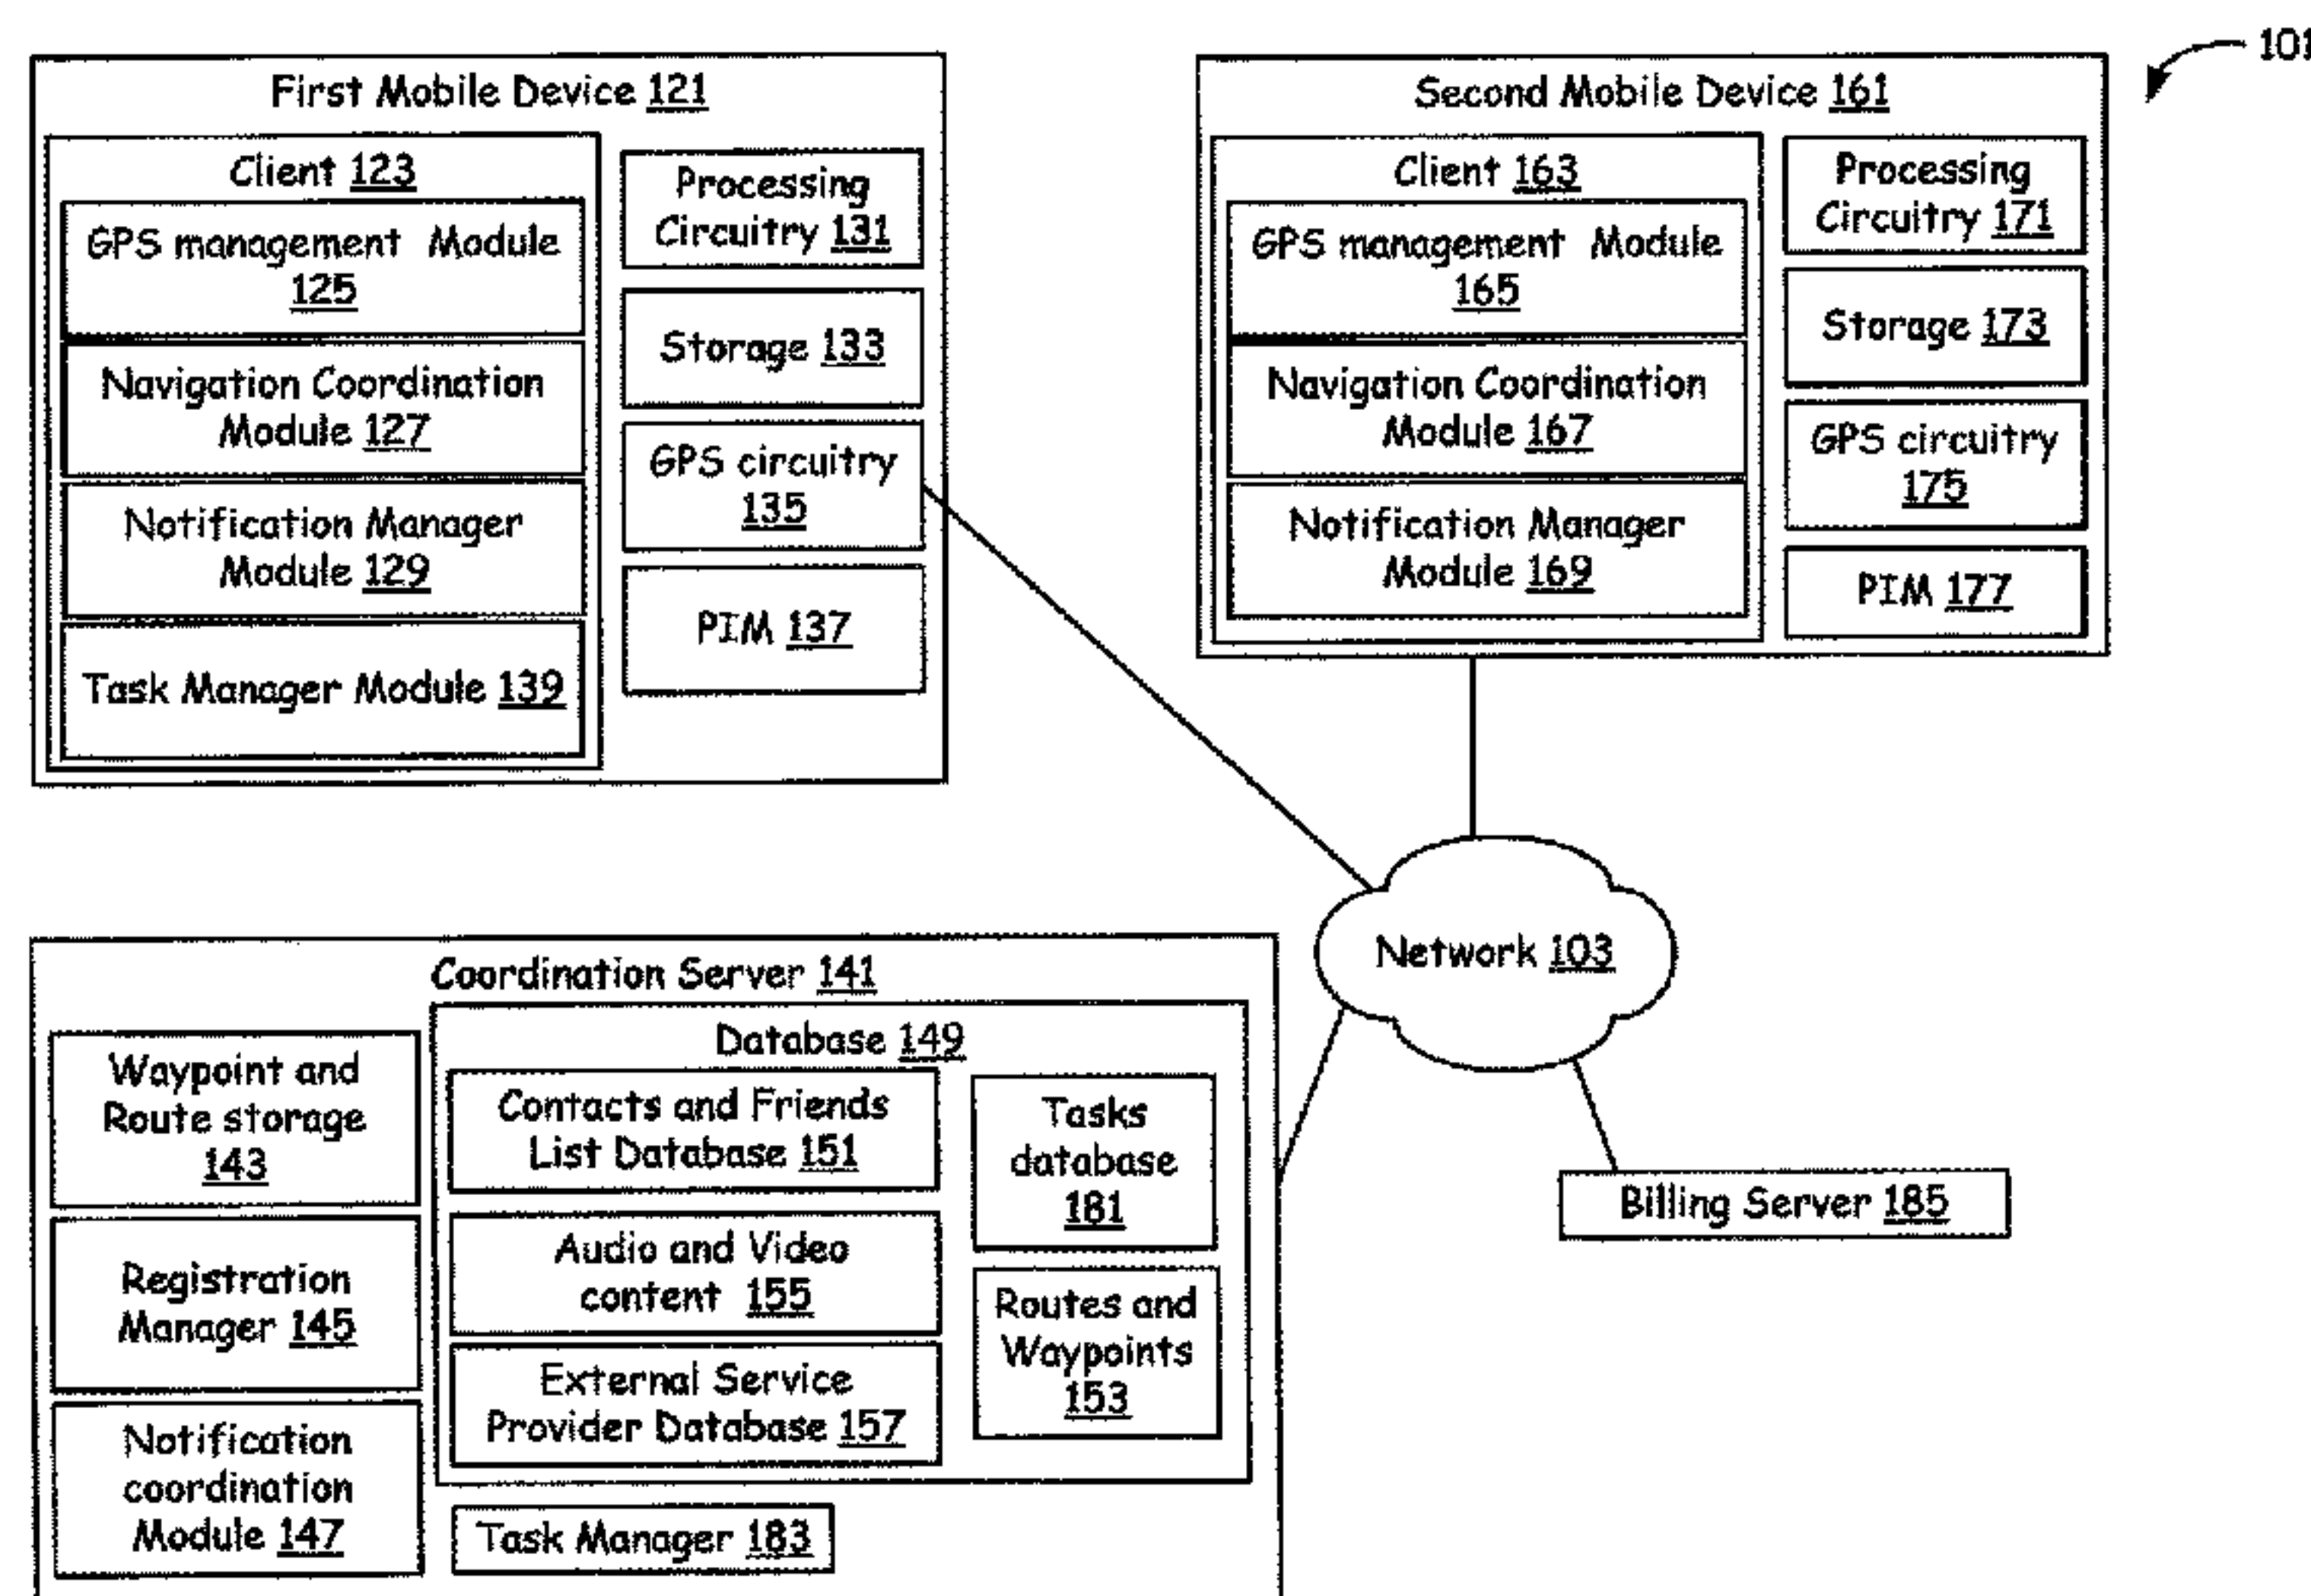 101
First Mobile Device 121
Client 123
GPS management Module
125
Navigation Coordination
Module 127
Notification Manager
Module 129
Task Manager Module 139
Processing
Circuitry 131
Storage 133
GPS circuitry
135
PIM 137
Second Mobile Device 161
Client 163
GPS management Module
165
Navigation Coordination
Module 167
Notification Manager
Module 169
Processing
Circuitry 171
Storage 173
GPS circuitry
175
PIM 177
Network 103
Coordination Server 141
Waypoint and
Route storage
143
Registration
Manager 145
Notification
coordination
Module 147
Database 149
Contacts and Friends
List Database 151
Audio and Video
content 155
External Service
Provider Database 157
Tasks
database
181
Routes and
Waypoints
153
Task Manager 183
Billing Server 185